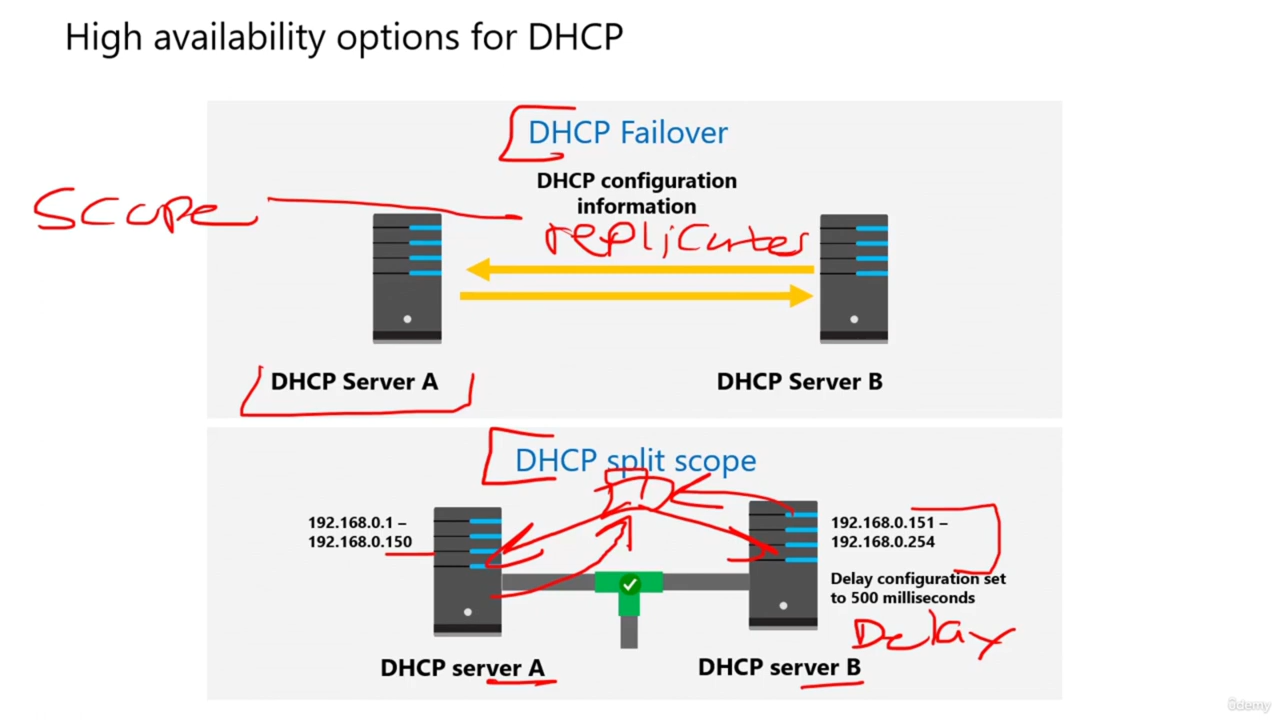 High availability options for DHCP
DHCP Failover
DHCP configuration
information
Scope
replicates
DHCP Server A
DHCP Server B
DHCP split scope
192.168.0.1 –
192.168.0.150
192.168.0.151 –
192.168.0.254
Delay configuration set
to 500 milliseconds
Delay
DHCP server A
DHCP server B
ûdemy